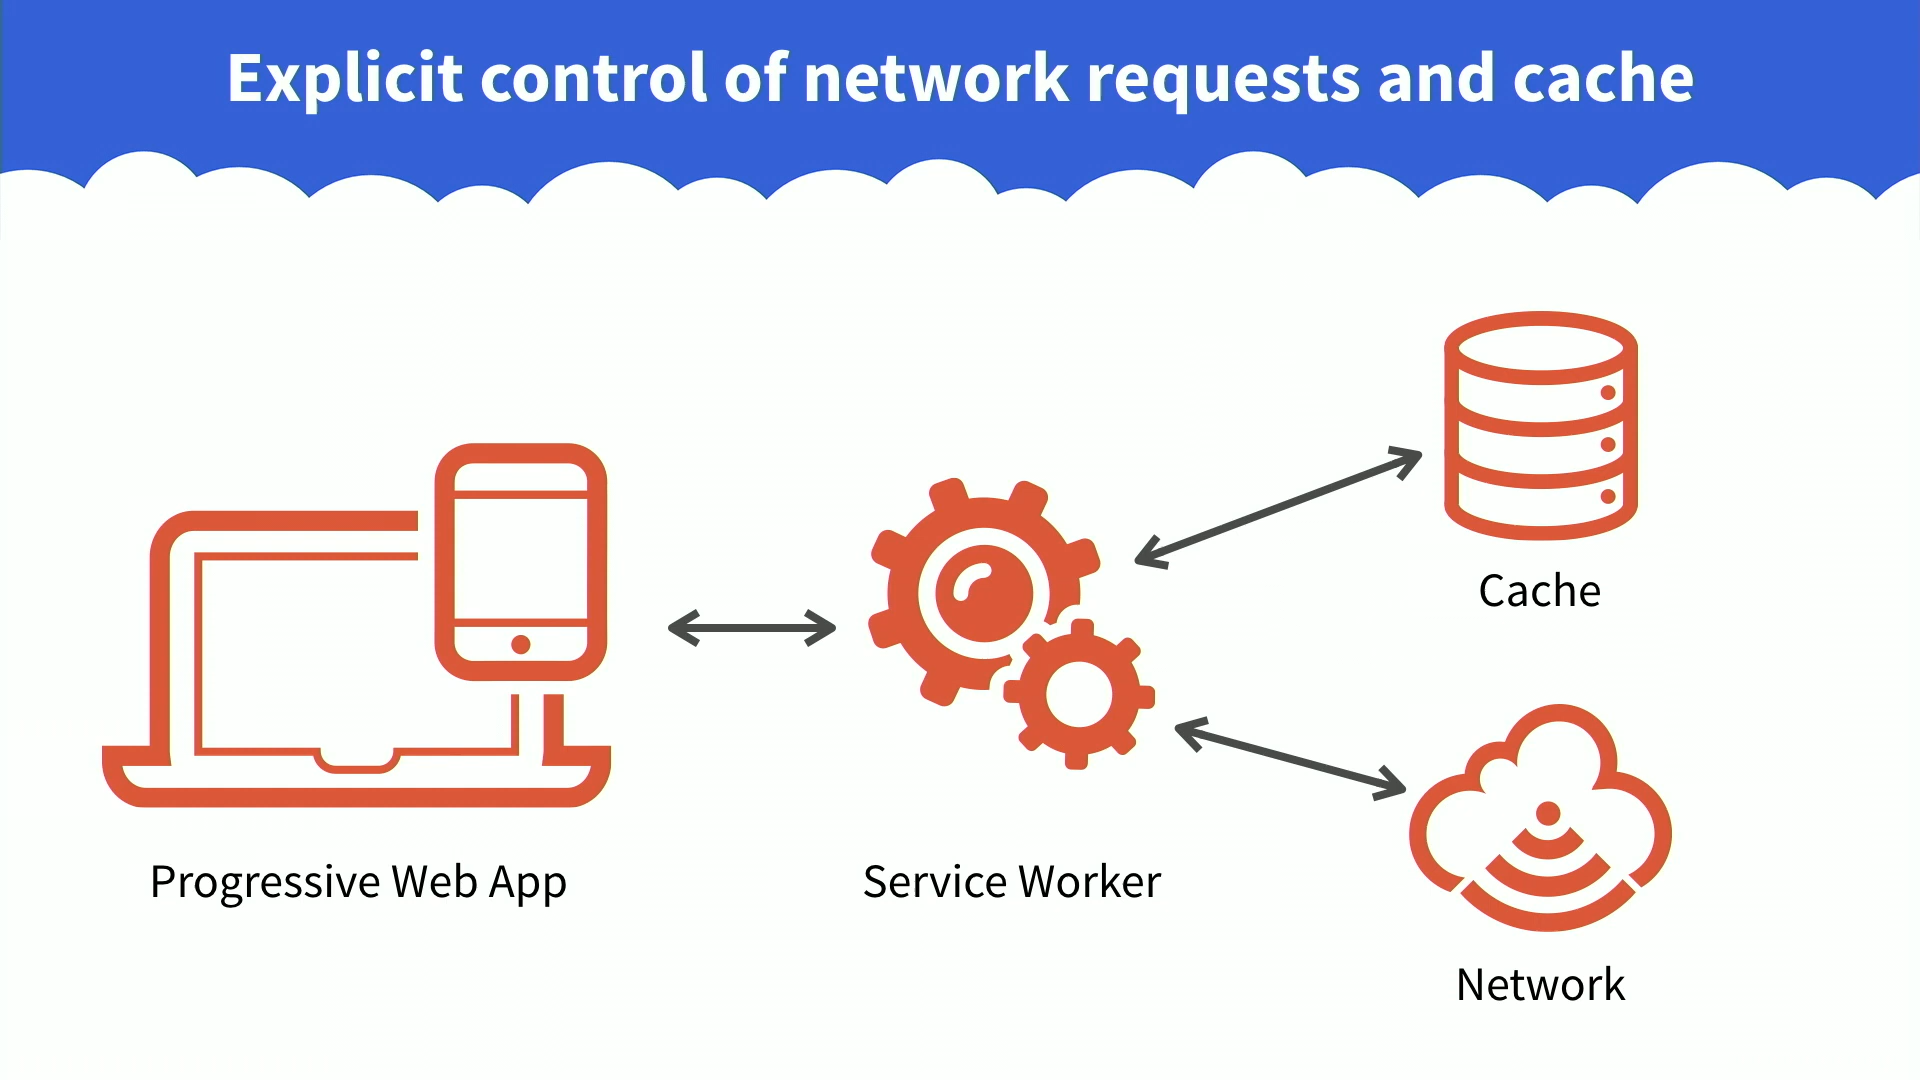 Explicit control of network requests and cache
Cache
Progressive Web App
Service Worker
Network